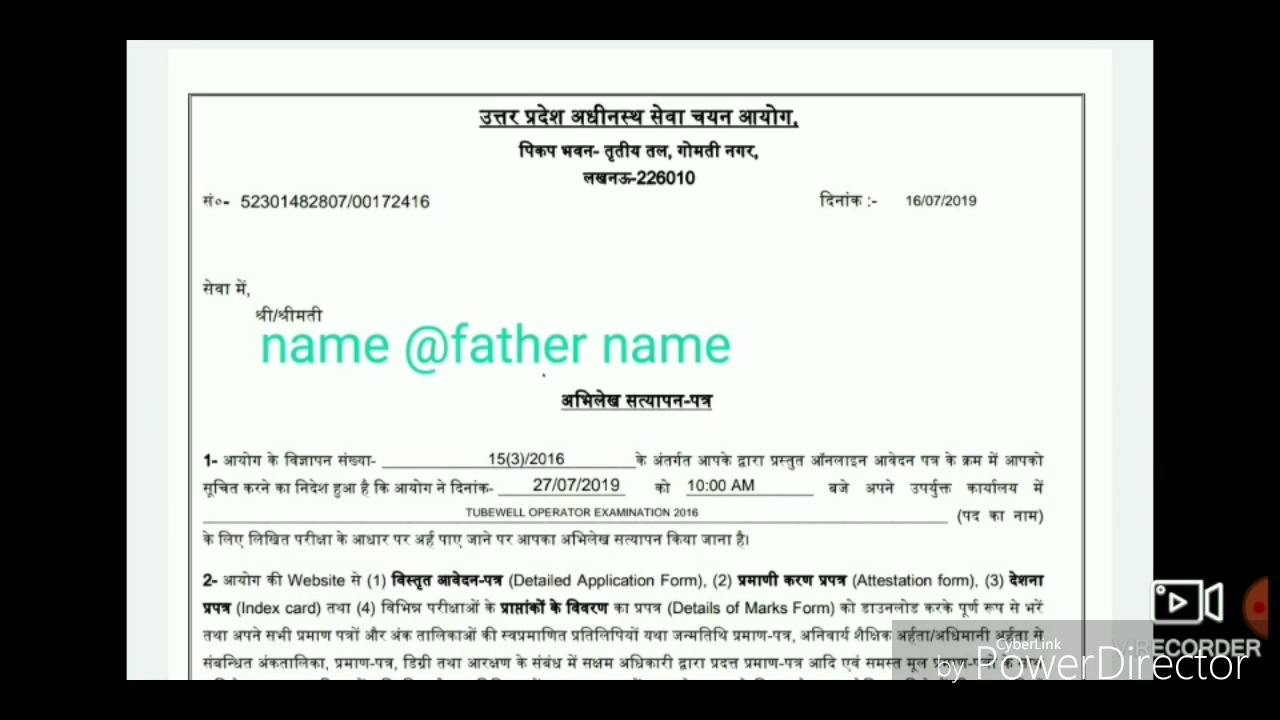 उत्तर प्रदेश अधीनस्थ सेवा चयन आयोग,
पिकप भवन- तृतीय तल, गोमती नगर,
लखनऊ-226010
सं०- 52301482807/00172416 दिनांक :- 16/07/2019
सेवा में,
श्री/श्रीमती
name @father name
अभिलेख सत्यापन-पत्र
1- आयोग के विज्ञापन संख्या- 15(3)/2016 के अंतर्गत आपके द्वारा प्रस्तुत ऑनलाइन आवेदन पत्र के क्रम में आपको
सूचित करने का निदेश हुआ है कि आयोग ने दिनांक- 27/07/2019 को 10:00 AM बजे अपने उपर्युक्त कार्यालय में
TUBEWELL OPERATOR EXAMINATION 2016 (पद का नाम)
के लिए लिखित परीक्षा के आधार पर अर्ह पाए जाने पर आपका अभिलेख सत्यापन किया जाना है।
2- आयोग की Website से (1) विस्तृत आवेदन-पत्र (Detailed Application Form), (2) प्रमाणी करण प्रपत्र (Attestation form), (3) देशना
प्रपत्र (Index card) तथा (4) विभिन्न परीक्षाओं के प्राप्तांकों के विवरण का प्रपत्र (Details of Marks Form) को डाउनलोड करके पूर्ण रूप से भरें
तथा अपने सभी प्रमाण पत्रों और अंक तालिकाओं की स्वप्रमाणित प्रतिलिपियों यथा जन्मतिथि प्रमाण-पत्र, अनिवार्य शैक्षिक अर्हता/अधिमानी अर्हता से
संबन्धित अंकतालिका, प्रमाण-पत्र, डिग्री तथा आरक्षण के संबंध में सक्षम अधिकारी द्वारा प्रदत्त प्रमाण-पत्र आदि एवं समस्त मूल
RECORDER
CyberLink
by PowerDirector